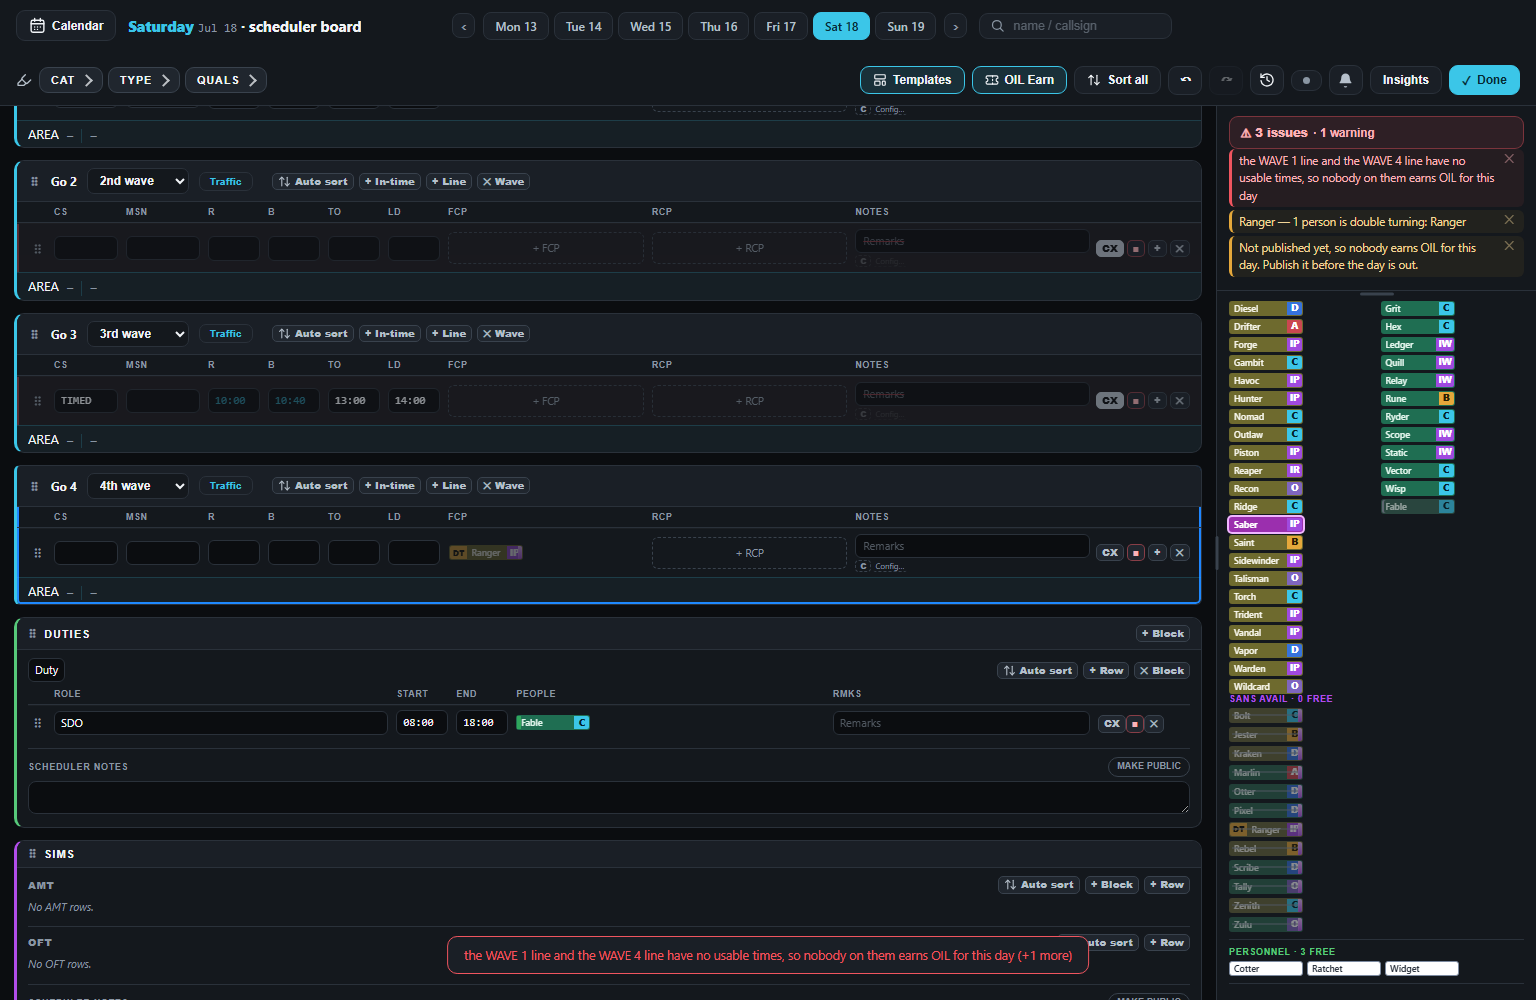 Calendar
Saturday Jul 18 · scheduler board
‹ Mon 13 Tue 14 Wed 15 Thu 16 Fri 17 Sat 18 Sun 19 ›
name / callsign
CAT TYPE QUALS
Templates OIL Earn Sort all Insights ✓ Done
C Config...
AREA – –
Go 2 2nd wave Traffic Auto sort + In-time + Line × Wave
CS MSN R B TO LD FCP RCP NOTES
+ FCP + RCP Remarks CX + ×
C Config...
AREA – –
Go 3 3rd wave Traffic Auto sort + In-time + Line × Wave
CS MSN R B TO LD FCP RCP NOTES
TIMED 10:00 10:40 13:00 14:00 + FCP + RCP Remarks CX + ×
C Config...
AREA – –
Go 4 4th wave Traffic Auto sort + In-time + Line × Wave
CS MSN R B TO LD FCP RCP NOTES
DT Ranger IP + RCP Remarks CX + ×
C Config...
AREA – –
DUTIES + Block
Duty Auto sort + Row × Block
ROLE START END PEOPLE RMKS
SDO 08:00 18:00 Fable C Remarks CX ×
SCHEDULER NOTES MAKE PUBLIC
SIMS
AMT Auto sort + Block + Row
No AMT rows.
OFT uto sort + Row
No OFT rows.
the WAVE 1 line and the WAVE 4 line have no usable times, so nobody on them earns OIL for this day (+1 more)
⚠ 3 issues · 1 warning
the WAVE 1 line and the WAVE 4 line have no
usable times, so nobody on them earns OIL for this
day
Ranger — 1 person is double turning: Ranger
Not published yet, so nobody earns OIL for this
day. Publish it before the day is out.
Diesel D
Drifter A
Forge IP
Gambit C
Havoc IP
Hunter IP
Nomad C
Outlaw C
Piston IP
Reaper IR
Recon O
Ridge C
Saber IP
Saint B
Sidewinder IP
Talisman O
Torch C
Trident IP
Vandal IP
Vapor D
Warden IP
Wildcard O
Grit C
Hex C
Ledger IW
Quill IW
Relay IW
Rune B
Ryder C
Scope IW
Static IW
Vector C
Wisp C
Fable C
SANS AVAIL · 0 FREE
Bolt C
Jester B
Kraken D
Marlin A
Otter D
Pixel D
DT Ranger IP
Rebel B
Scribe D
Tally O
Zenith C
Zulu O
PERSONNEL · 3 FREE
Cotter Ratchet Widget